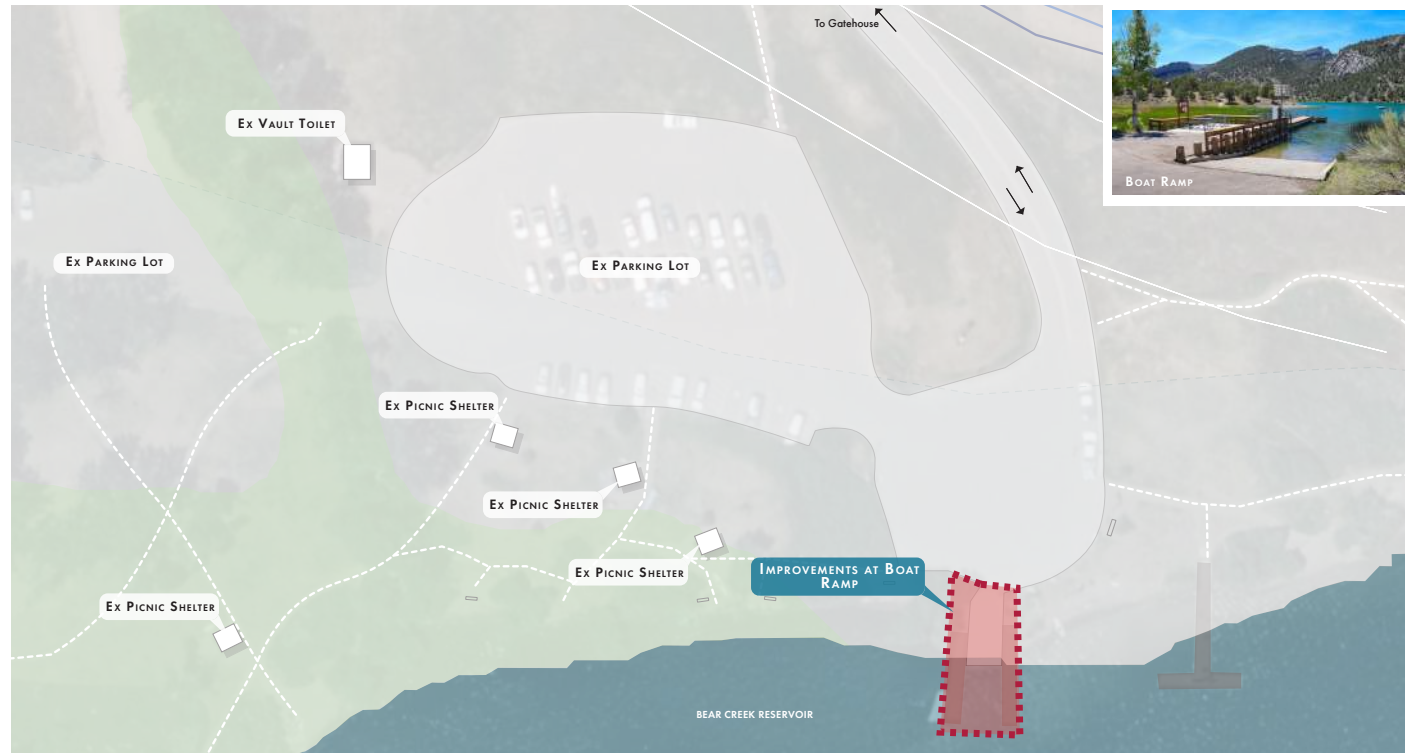 To Gatehouse
Boat Ramp
Ex Vault Toilet
Ex Parking Lot
Ex Parking Lot
Ex Picnic Shelter
Ex Picnic Shelter
Ex Picnic Shelter
Improvements at Boat
Ramp
Ex Picnic Shelter
BEAR CREEK RESERVOIR